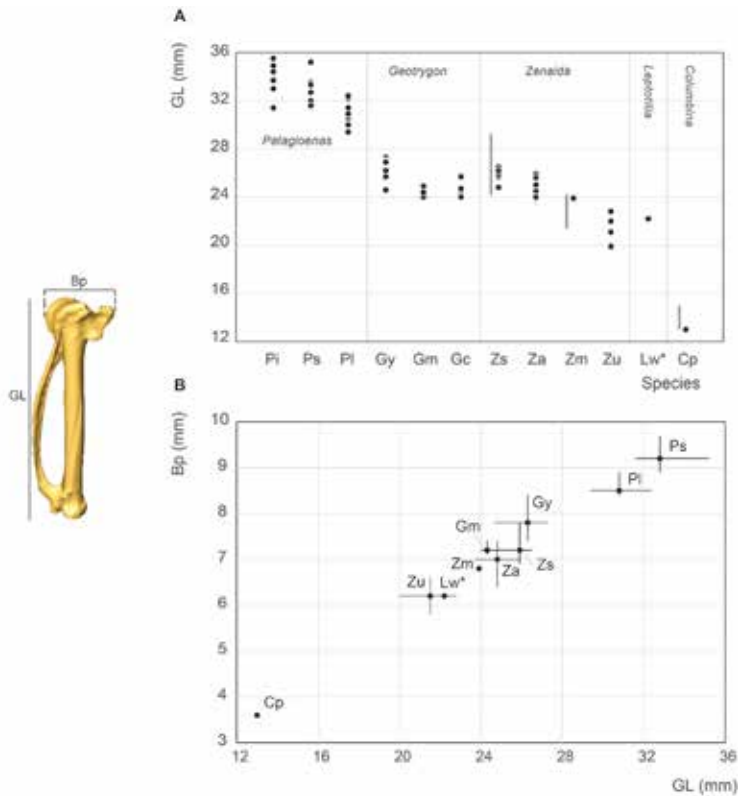 A
GL (mm)
36
32
28
24
20
16
12
Patagioenas
Geotrygon
Zenaida
Leptotila
Columbina
Pi Ps Pl Gy Gm Gc Zs Za Zm Zu Lw* Cp
Species
Bp
GL
B
Bp (mm)
10
9
8
7
6
5
4
3
Ps
Pl
Gy
Gm
Zm
Za
Zs
Zu
Lw*
Cp
12 16 20 24 28 32 36
GL (mm)